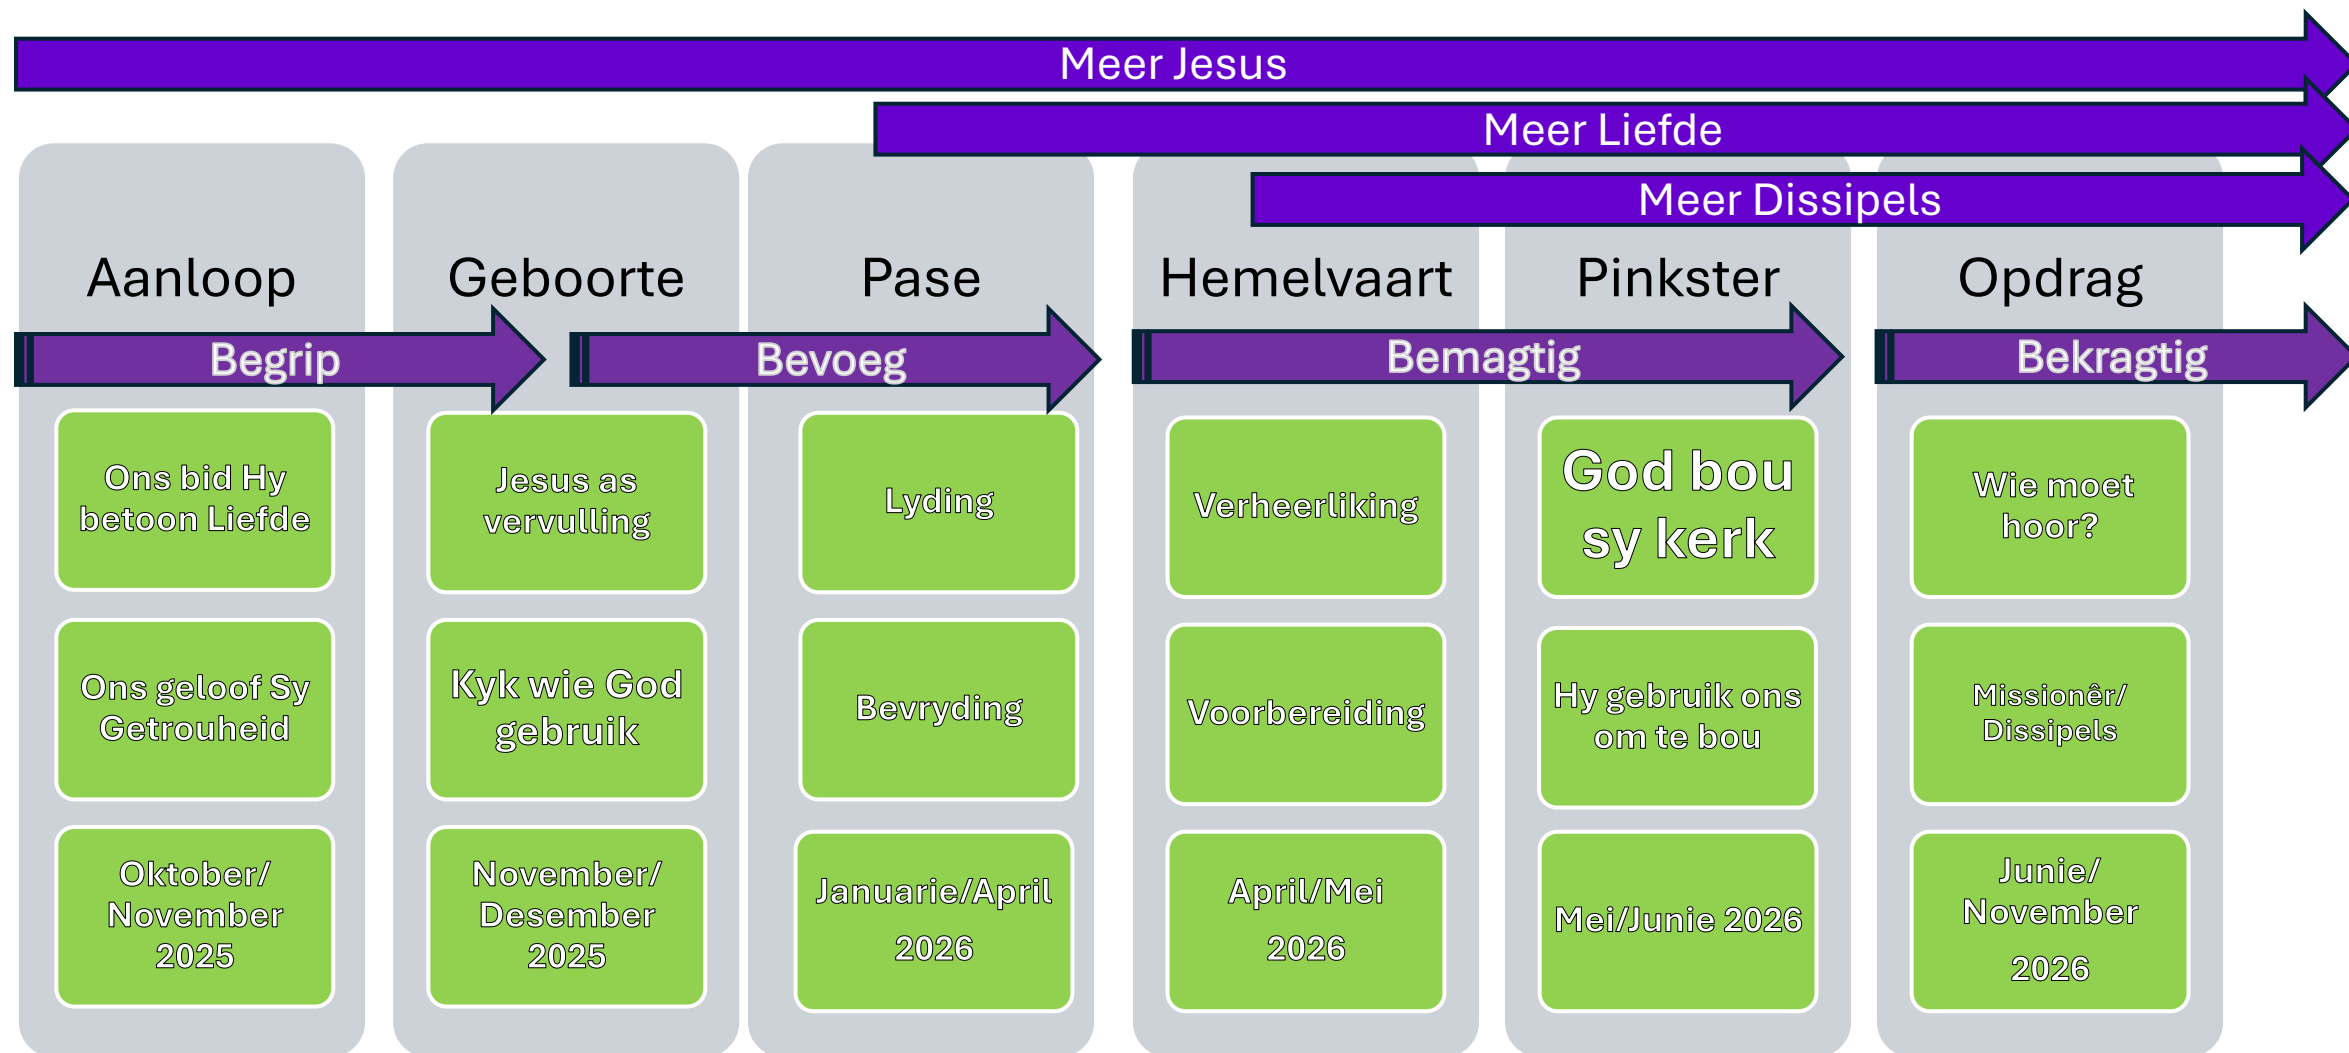 Meer Jesus
Meer Liefde
Meer Dissipels
Aanloop
Geboorte
Pase
Hemelvaart
Pinkster
Opdrag
Begrip
Bevoeg
Bemagtig
Bekragtig
Ons bid Hy
betoon Liefde
Jesus as
vervulling
Lyding
Verheerliking
God bou
sy kerk
Wie moet
hoor?
Ons geloof Sy
Getrouheid
Kyk wie God
gebruik
Bevryding
Voorbereiding
Hy gebruik ons
om te bou
Missionêr/
Dissipels
Oktober/
November
2025
November/
Desember
2025
Januarie/April
2026
April/Mei
2026
Mei/Junie 2026
Junie/
November
2026